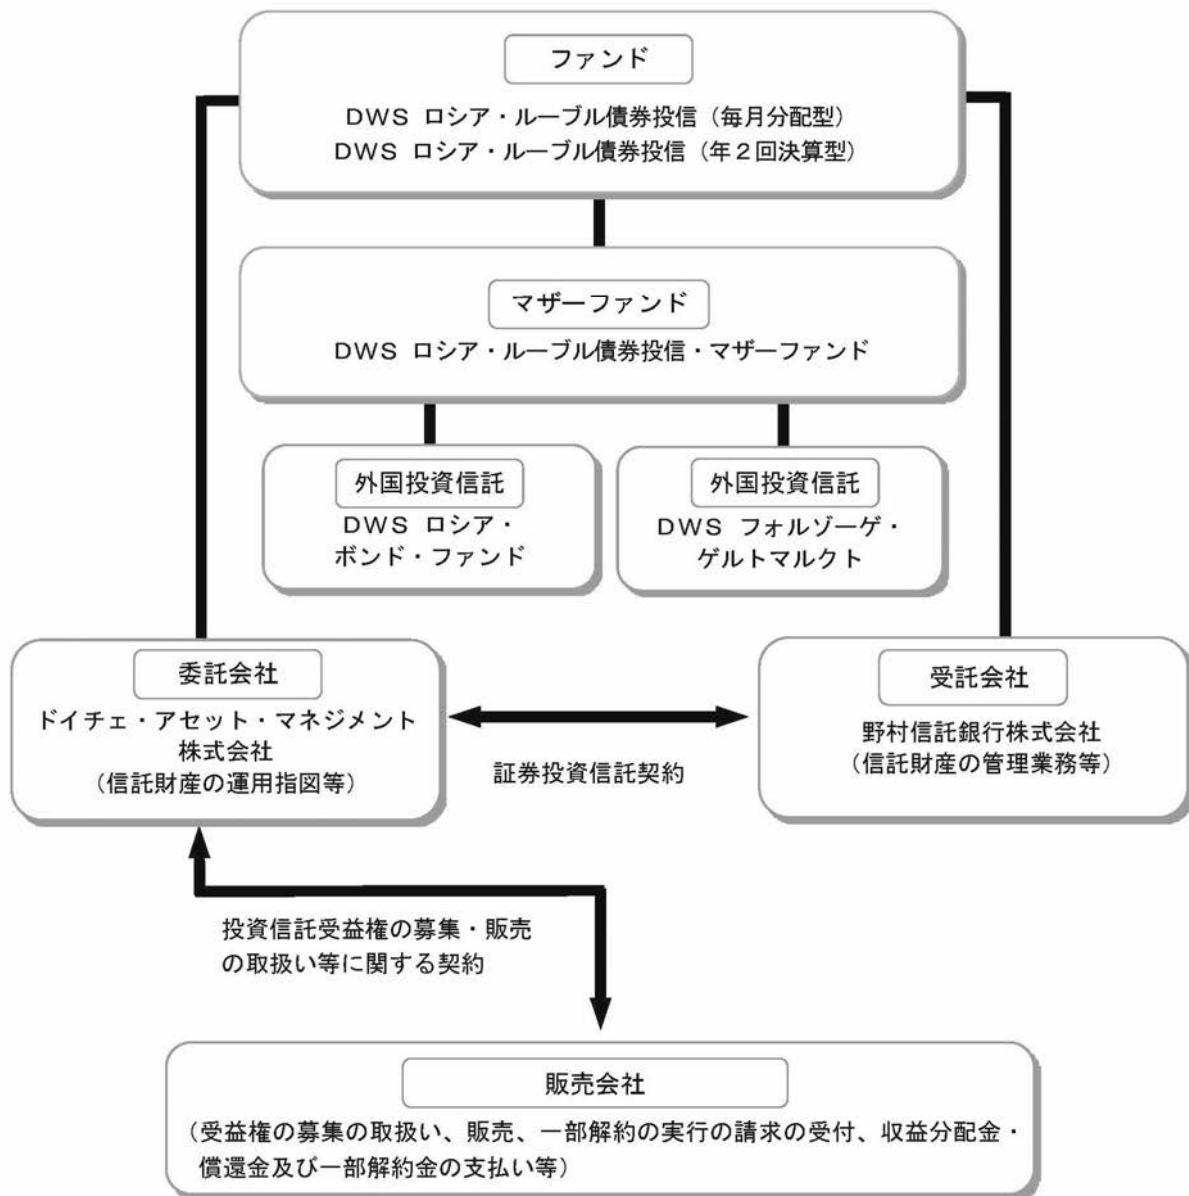 ファンド
DWS ロシア・ルーブル債券投信（毎月分配型）
DWS ロシア・ルーブル債券投信（年２回決算型）
マザーファンド
DWS ロシア・ルーブル債券投信・マザーファンド
外国投資信託
DWS ロシア・
ボンド・ファンド
外国投資信託
DWS フォルゾーゲ・
ゲルトマルクト
委託会社
ドイチェ・アセット・マネジメント
株式会社
（信託財産の運用指図等）
証券投資信託契約
受託会社
野村信託銀行株式会社
（信託財産の管理業務等）
投資信託受益権の募集・販売
の取扱い等に関する契約
販売会社
（受益権の募集の取扱い、販売、一部解約の実行の請求の受付、収益分配金・
償還金及び一部解約金の支払い等）